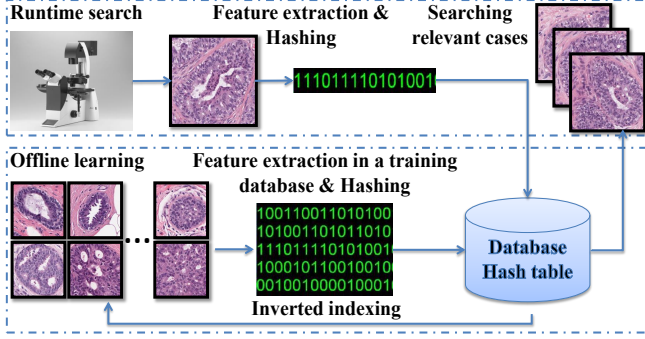 Runtime search
Feature extraction &
Hashing
Searching
relevant cases
111011110101001
Offline learning
Feature extraction in a training
database & Hashing
100110011010100
101001101011010
111011110101001
100010110010010
001001000010001
Inverted indexing
Database
Hash table